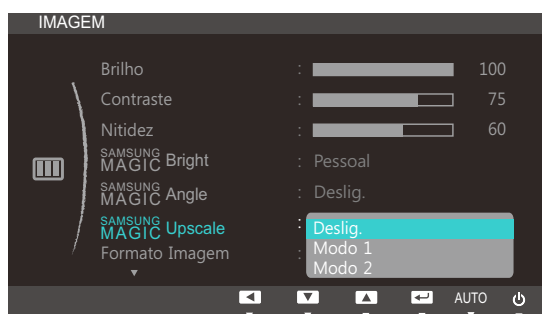 IMAGEM
Brilho : 100
Contraste : 75
Nitidez : 60
SAMSUNG MAGIC Bright : Pessoal
SAMSUNG MAGIC Angle : Deslig.
SAMSUNG MAGIC Upscale : Deslig.
Modo 1
Formato Imagem :
Modo 2
AUTO